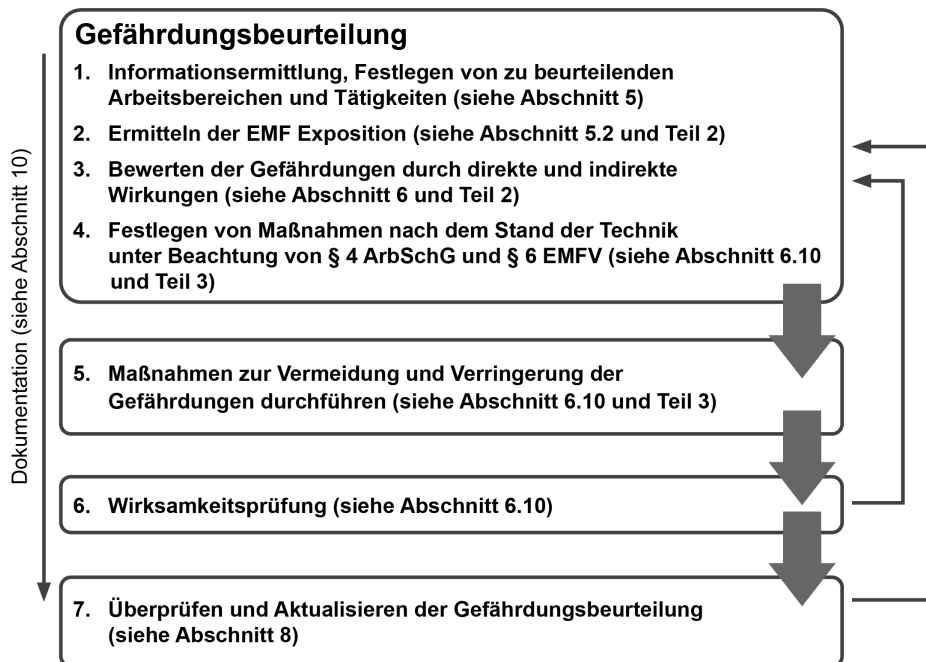 Gefährdungsbeurteilung
1. Informationsermittlung, Festlegen von zu beurteilenden
Arbeitsbereichen und Tätigkeiten (siehe Abschnitt 5)
2. Ermitteln der EMF Exposition (siehe Abschnitt 5.2 und Teil 2)
3. Bewerten der Gefährdungen durch direkte und indirekte
Wirkungen (siehe Abschnitt 6 und Teil 2)
4. Festlegen von Maßnahmen nach dem Stand der Technik
unter Beachtung von § 4 ArbSchG und § 6 EMFV (siehe Abschnitt 6.10
und Teil 3)
5. Maßnahmen zur Vermeidung und Verringerung der
Gefährdungen durchführen (siehe Abschnitt 6.10 und Teil 3)
6. Wirksamkeitsprüfung (siehe Abschnitt 6.10)
7. Überprüfen und Aktualisieren der Gefährdungsbeurteilung
(siehe Abschnitt 8)
Dokumentation (siehe Abschnitt 10)